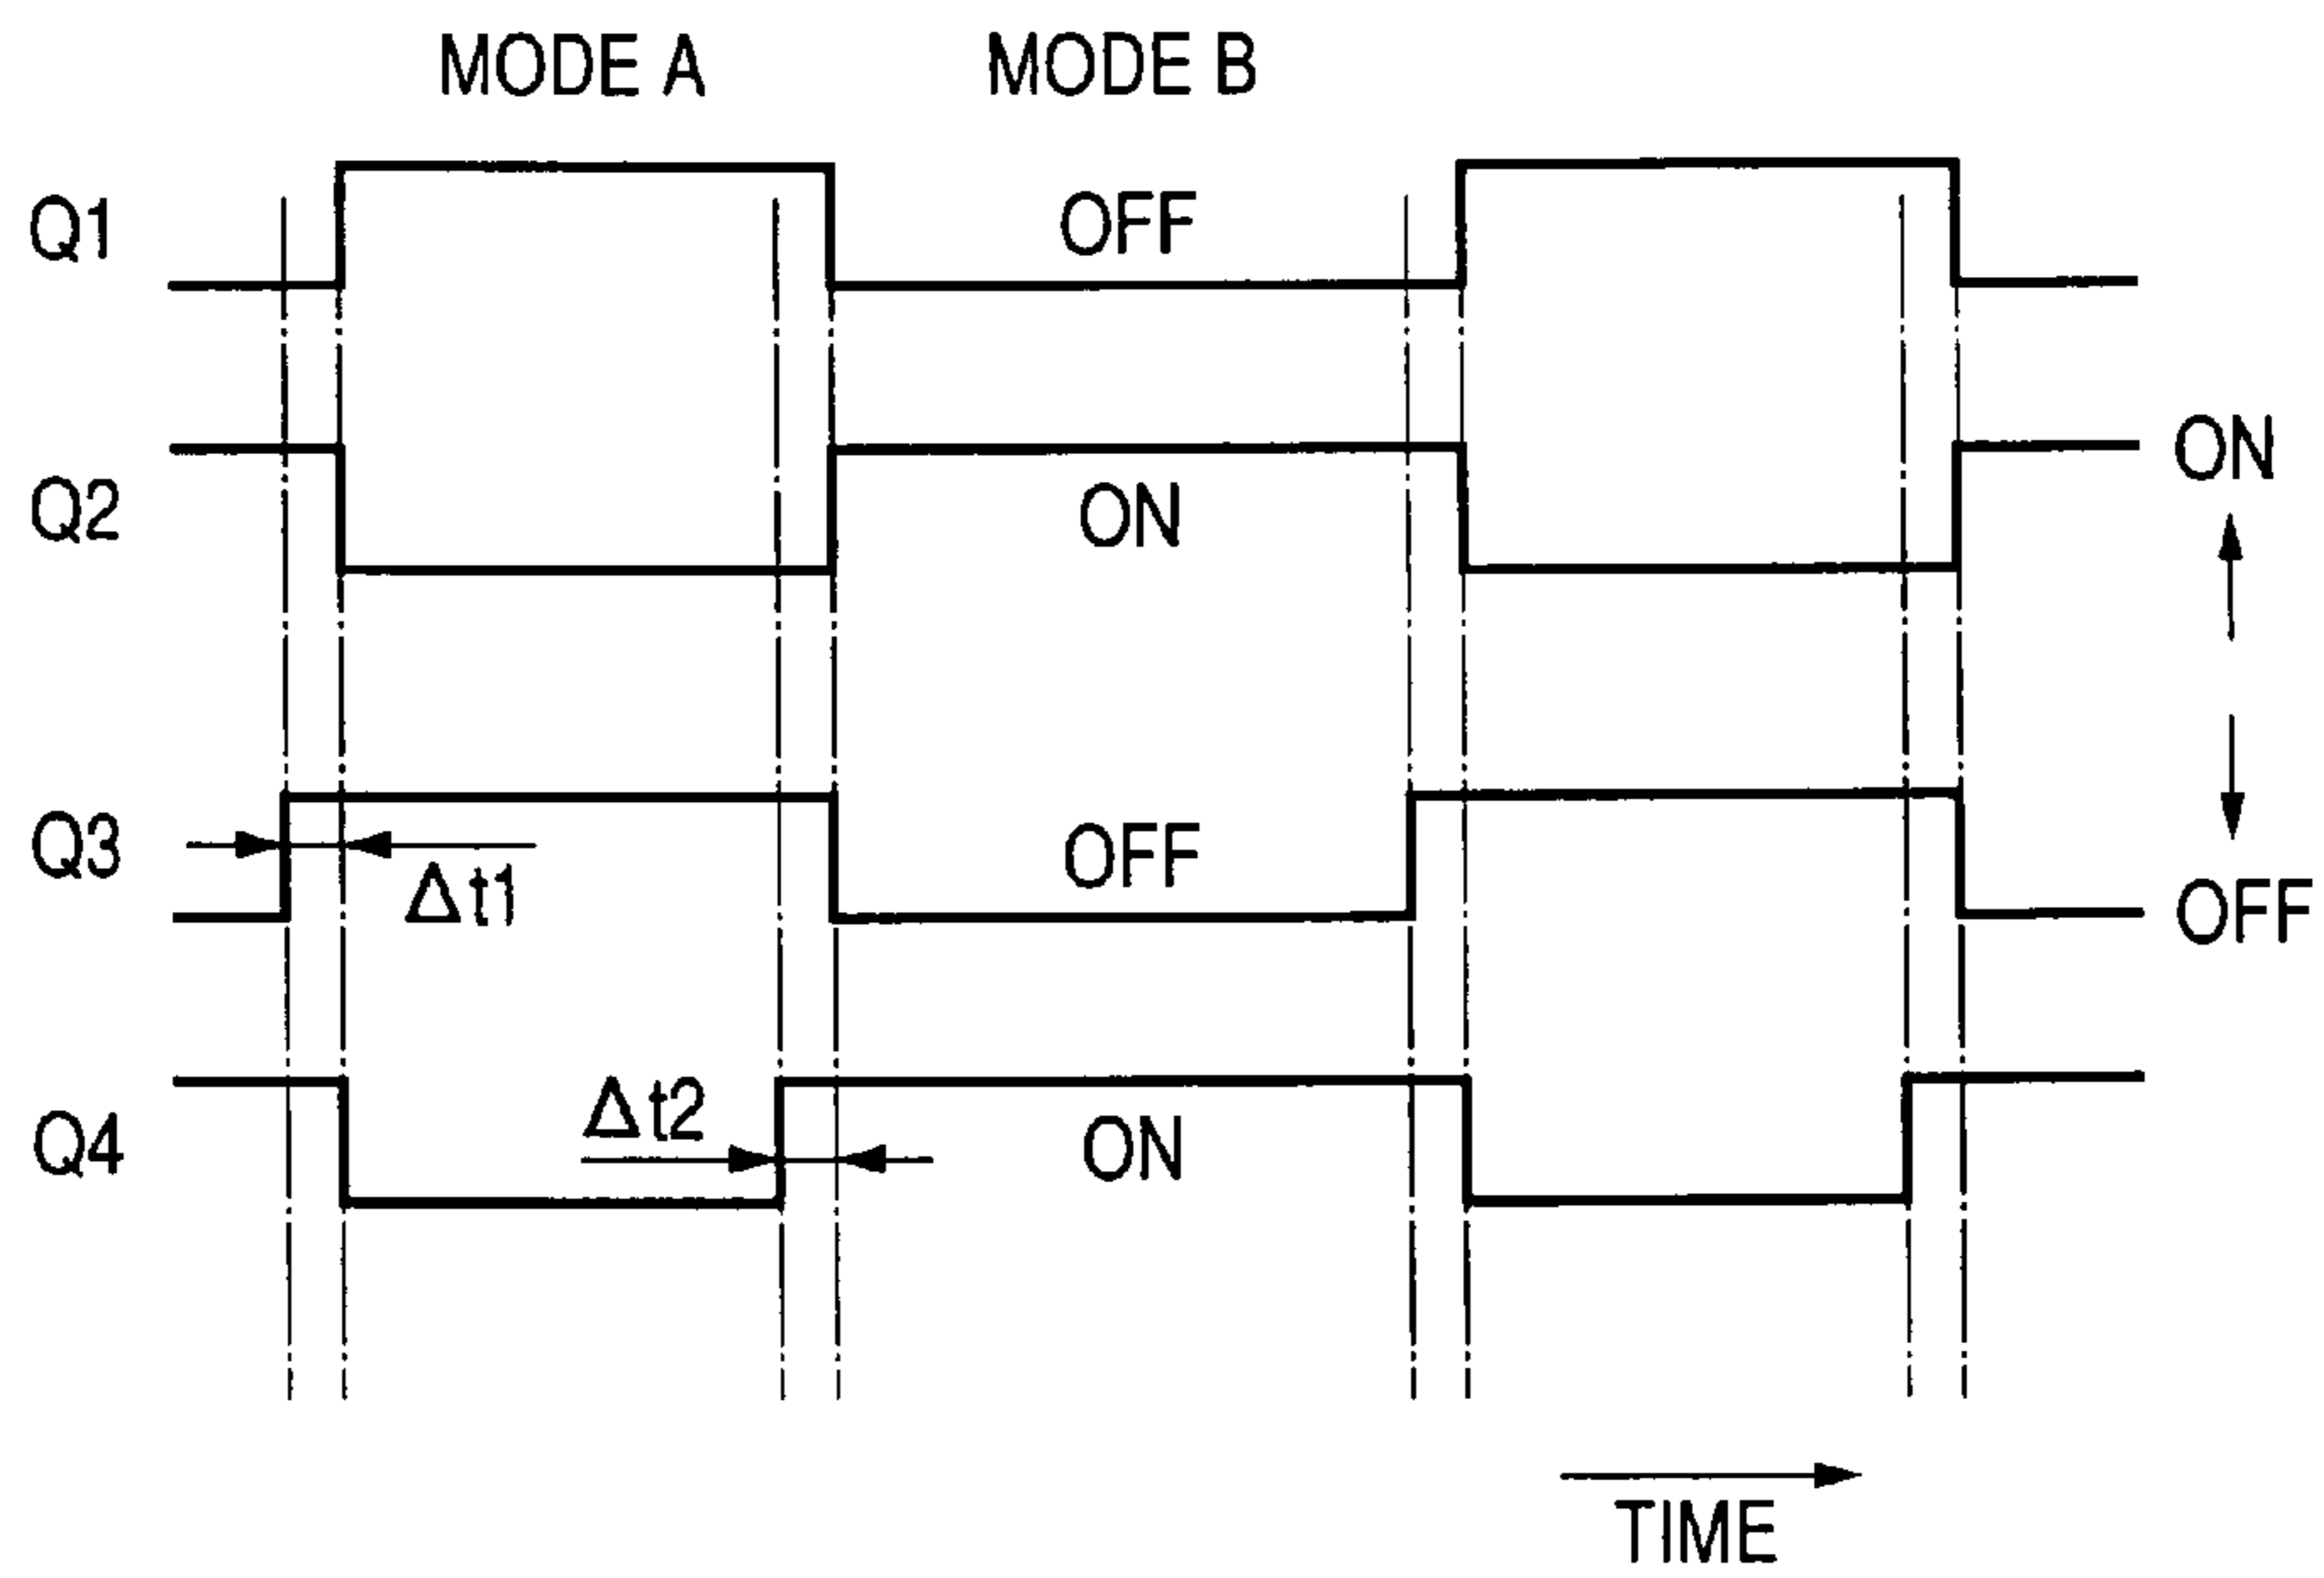 MODE A
MODE B
Q1
OFF
Q2
ON
ON
Q3
Δt1
OFF
OFF
Q4
Δt2
ON
TIME